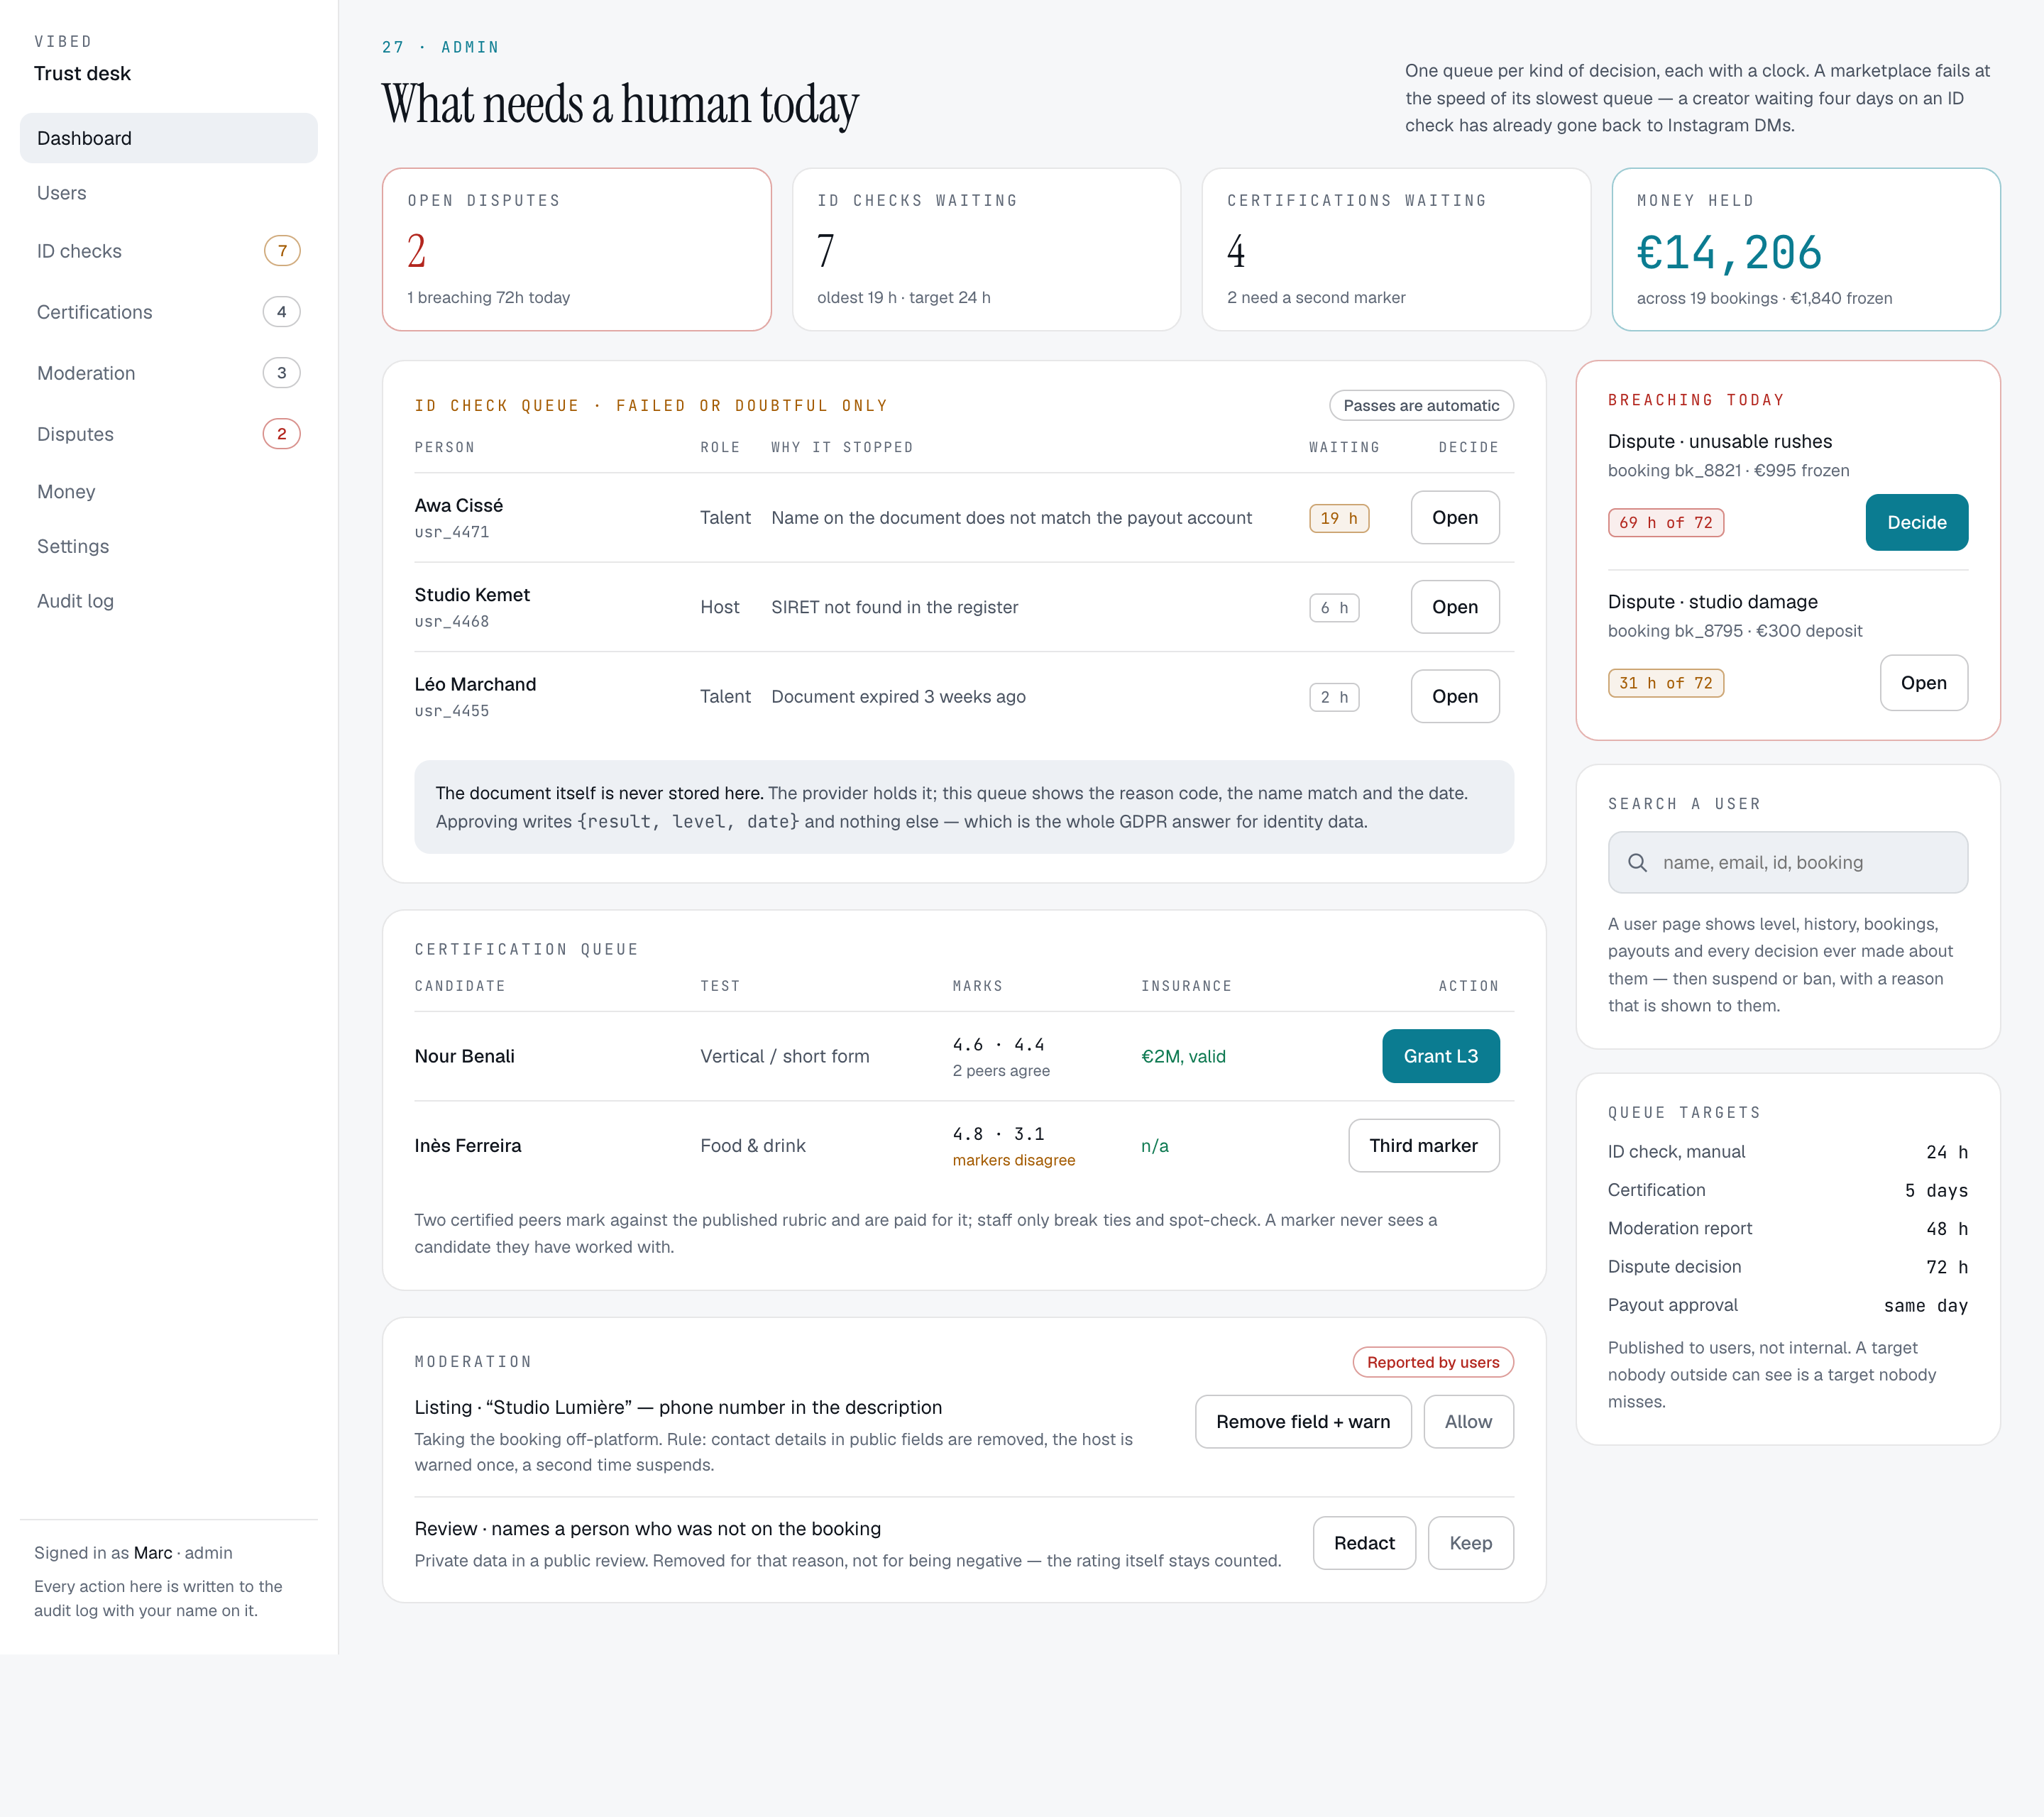 VIBED
Trust desk
Dashboard
Users
ID checks 7
Certifications 4
Moderation 3
Disputes 2
Money
Settings
Audit log
Signed in as Marc · admin
Every action here is written to the
audit log with your name on it.
27 · ADMIN
What needs a human today
One queue per kind of decision, each with a clock. A marketplace fails at
the speed of its slowest queue — a creator waiting four days on an ID
check has already gone back to Instagram DMs.
OPEN DISPUTES
2
1 breaching 72h today
ID CHECKS WAITING
7
oldest 19 h · target 24 h
CERTIFICATIONS WAITING
4
2 need a second marker
MONEY HELD
€14,206
across 19 bookings · €1,840 frozen
ID CHECK QUEUE · FAILED OR DOUBTFUL ONLY
Passes are automatic
PERSON ROLE WHY IT STOPPED WAITING DECIDE
Awa Cissé
usr_4471
Talent Name on the document does not match the payout account 19 h Open
Studio Kemet
usr_4468
Host SIRET not found in the register 6 h Open
Léo Marchand
usr_4455
Talent Document expired 3 weeks ago 2 h Open
The document itself is never stored here. The provider holds it; this queue shows the reason code, the name match and the date.
Approving writes {result, level, date} and nothing else — which is the whole GDPR answer for identity data.
CERTIFICATION QUEUE
CANDIDATE TEST MARKS INSURANCE ACTION
Nour Benali Vertical / short form 4.6 · 4.4
2 peers agree
€2M, valid Grant L3
Inès Ferreira Food & drink 4.8 · 3.1
markers disagree
n/a Third marker
Two certified peers mark against the published rubric and are paid for it; staff only break ties and spot-check. A marker never sees a
candidate they have worked with.
MODERATION
Reported by users
Listing · “Studio Lumière” — phone number in the description
Taking the booking off-platform. Rule: contact details in public fields are removed, the host is
warned once, a second time suspends.
Remove field + warn Allow
Review · names a person who was not on the booking
Private data in a public review. Removed for that reason, not for being negative — the rating itself stays counted.
Redact Keep
BREACHING TODAY
Dispute · unusable rushes
booking bk_8821 · €995 frozen
69 h of 72 Decide
Dispute · studio damage
booking bk_8795 · €300 deposit
31 h of 72 Open
SEARCH A USER
name, email, id, booking
A user page shows level, history, bookings,
payouts and every decision ever made about
them — then suspend or ban, with a reason
that is shown to them.
QUEUE TARGETS
ID check, manual 24 h
Certification 5 days
Moderation report 48 h
Dispute decision 72 h
Payout approval same day
Published to users, not internal. A target
nobody outside can see is a target nobody
misses.